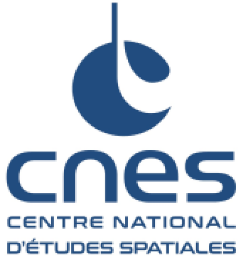 cnes
CENTRE NATIONAL
D'ÉTUDES SPATIALES